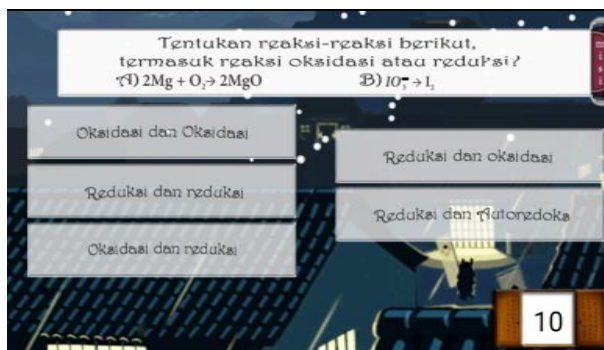 Tentukan reaksi-reaksi berikut,
termasuk reaksi oksidasi atau reduksi?
A) 2Mg + O₂→ 2MgO B) IO₃⁻ → I₂
Oksidasi dan Oksidasi
Reduksi dan oksidasi
Reduksi dan reduksi
Reduksi dan Autoredoks
Oksidasi dan reduksi
10